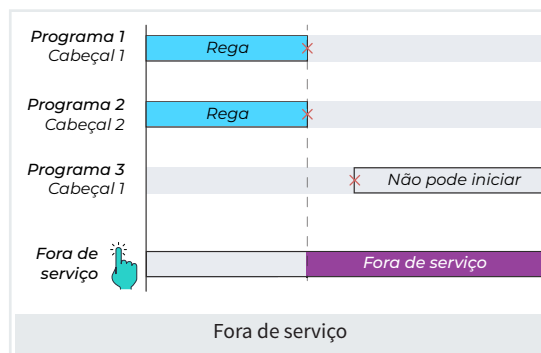 Programa 1
Cabeçal 1
Rega
Programa 2
Cabeçal 2
Rega
Programa 3
Cabeçal 1
Não pode iniciar
Fora de
serviço
Fora de serviço
Fora de serviço